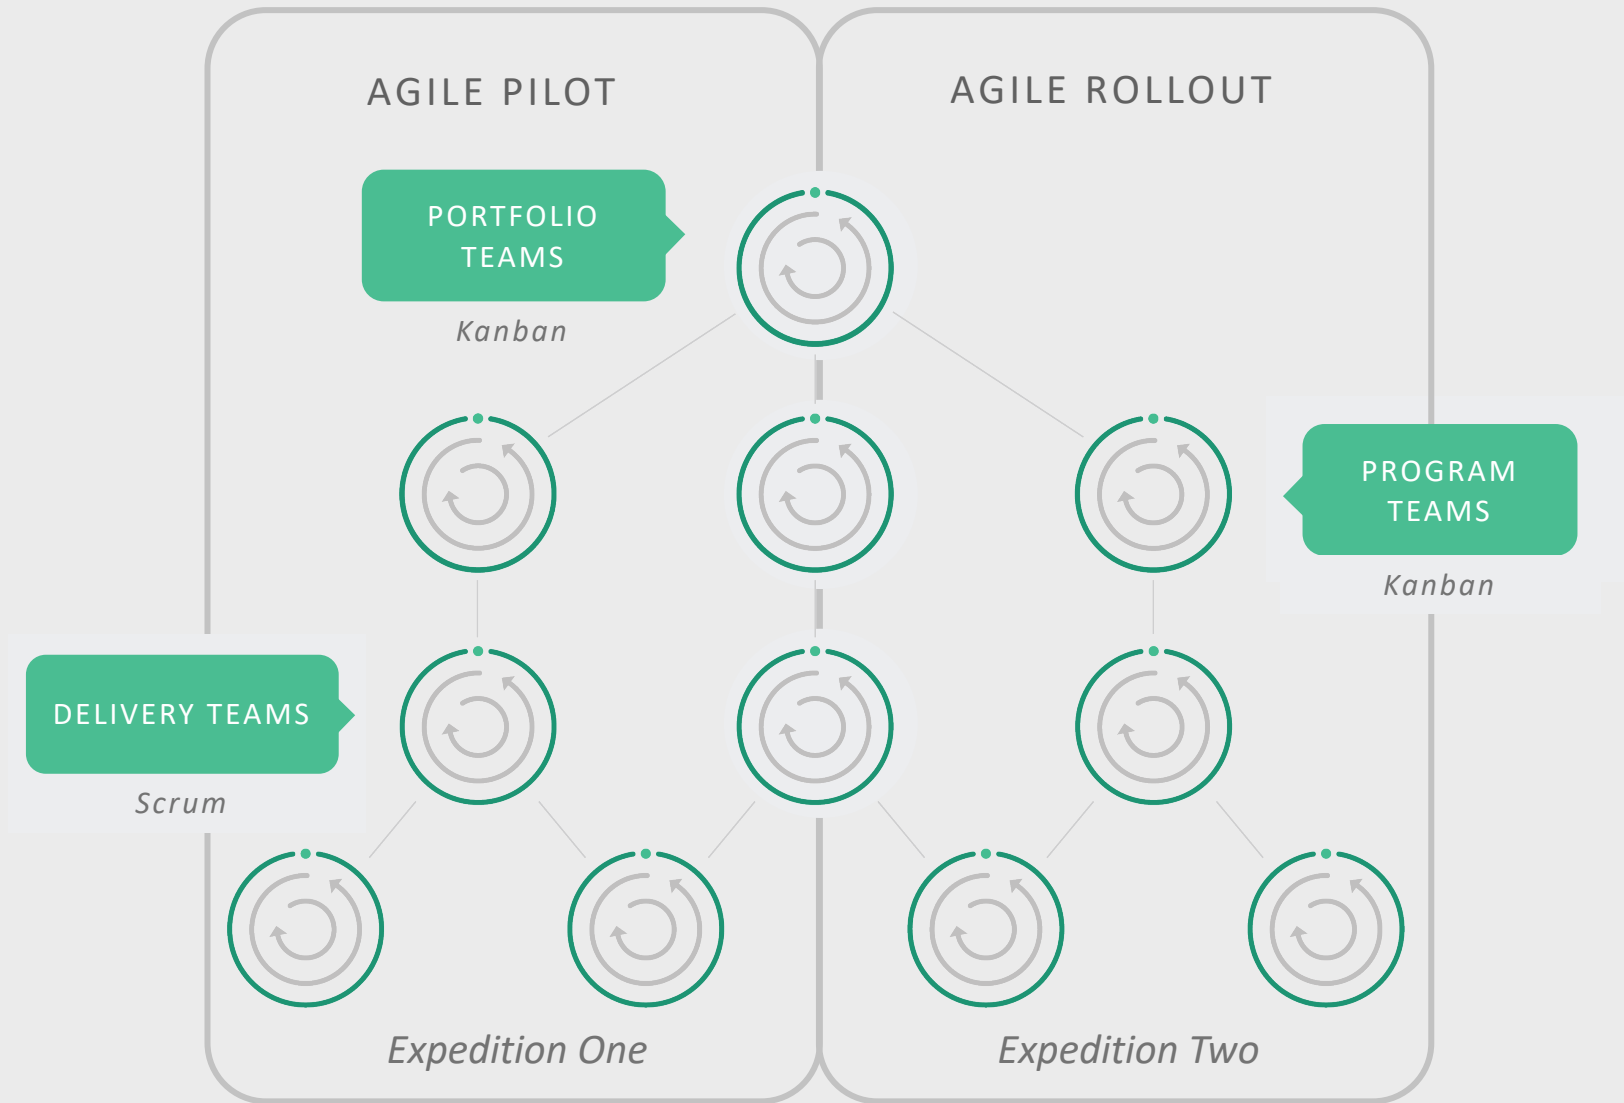 AGILE PILOT
AGILE ROLLOUT
PORTFOLIO
TEAMS
Kanban
PROGRAM
TEAMS
Kanban
DELIVERY TEAMS
Scrum
Expedition One
Expedition Two